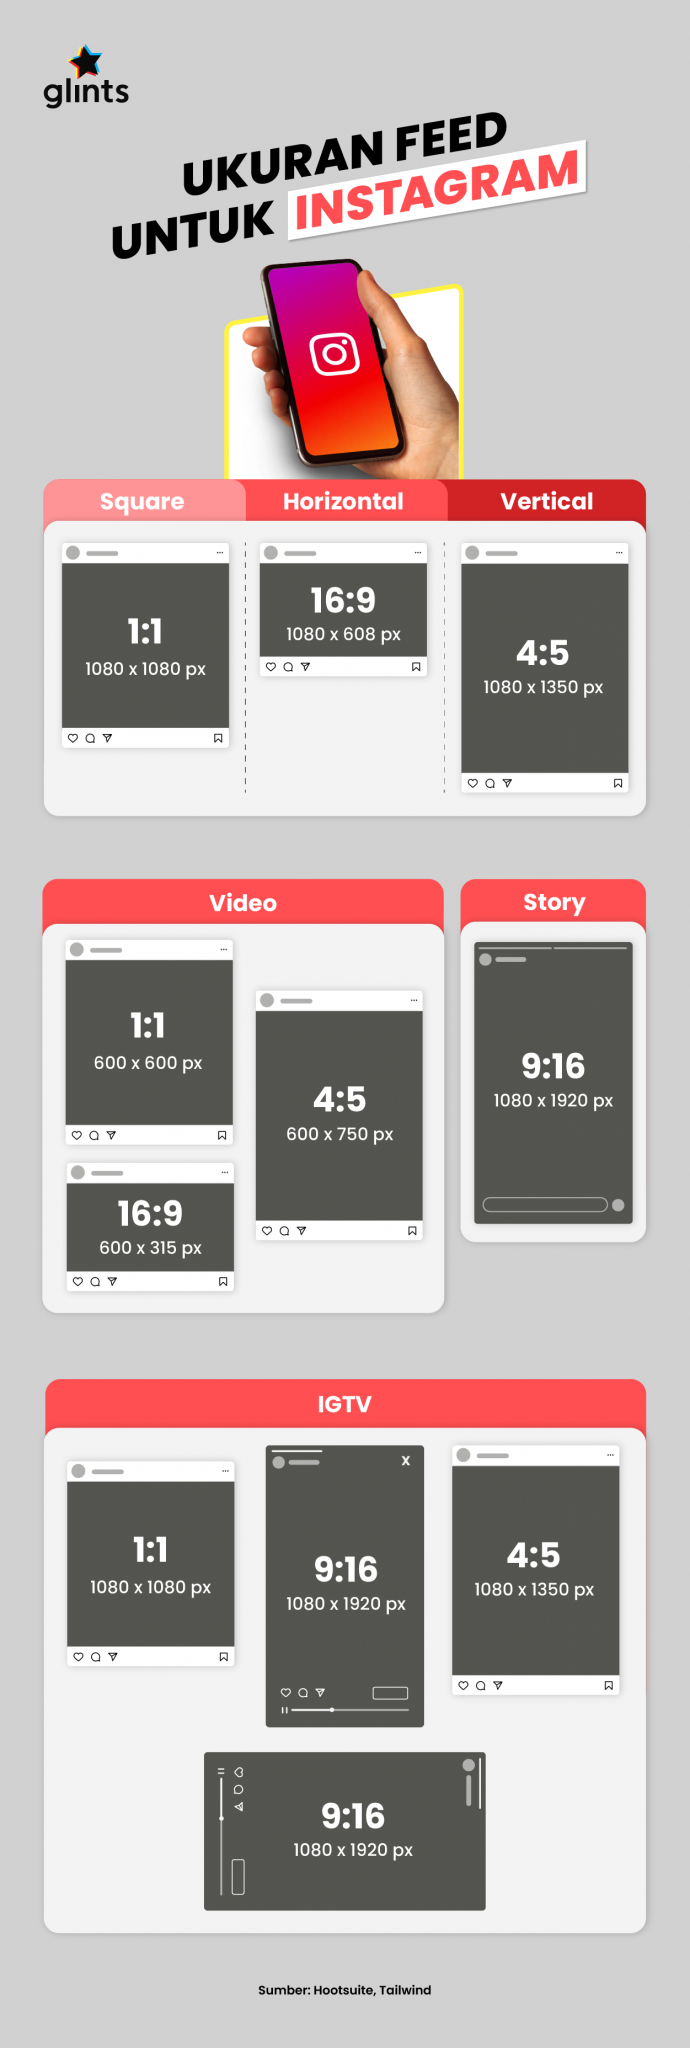 glints
UKURAN FEED
UNTUK INSTAGRAM
Square
Horizontal
Vertical
1:1
1080 x 1080 px
16:9
1080 x 608 px
4:5
1080 x 1350 px
Video
1:1
600 x 600 px
4:5
600 x 750 px
16:9
600 x 315 px
Story
9:16
1080 x 1920 px
IGTV
1:1
1080 x 1080 px
X
9:16
1080 x 1920 px
4:5
1080 x 1350 px
9:16
1080 x 1920 px
Sumber: Hootsuite, Tailwind